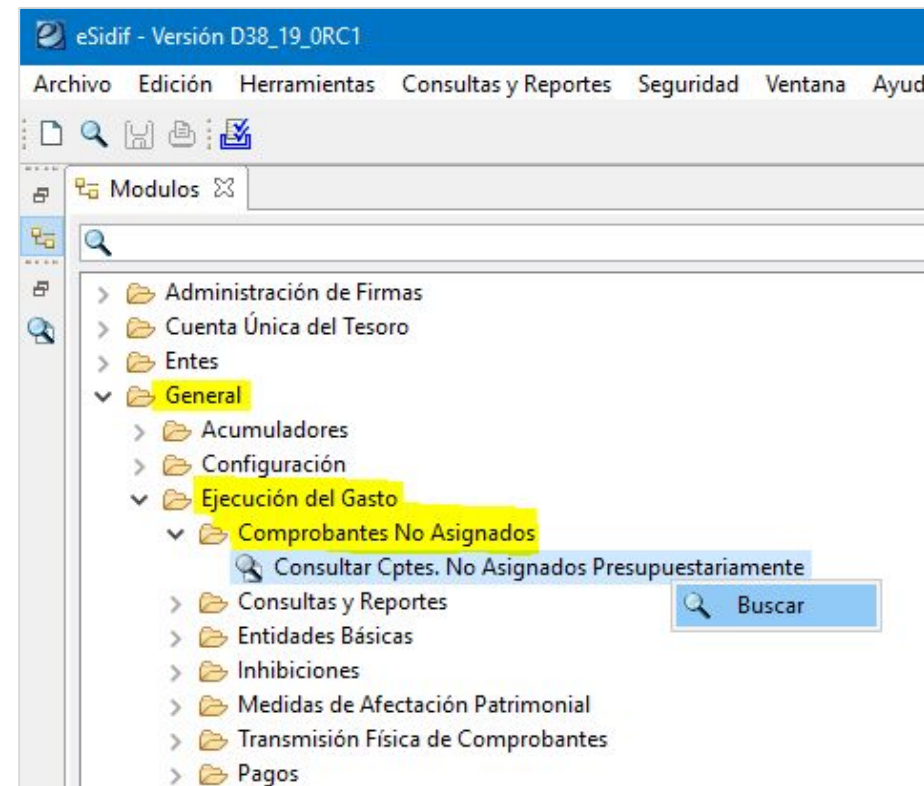 eSidif - Versión D38_19_0RC1
Archivo Edición Herramientas Consultas y Reportes Seguridad Ventana Ayud
Modulos
Administración de Firmas
Cuenta Única del Tesoro
Entes
General
Acumuladores
Configuración
Ejecución del Gasto
Comprobantes No Asignados
Consultar Cptes. No Asignados Presupuestariamente
Buscar
Consultas y Reportes
Entidades Básicas
Inhibiciones
Medidas de Afectación Patrimonial
Transmisión Física de Comprobantes
Pagos